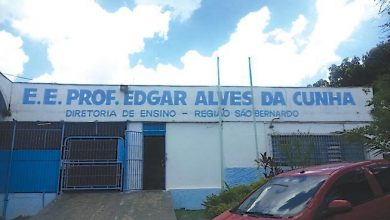 E.E. PROF. EDGAR ALVES DA CUNHA
DIRETORIA DE ENSINO - REGIÃO SÃO BERNARDO